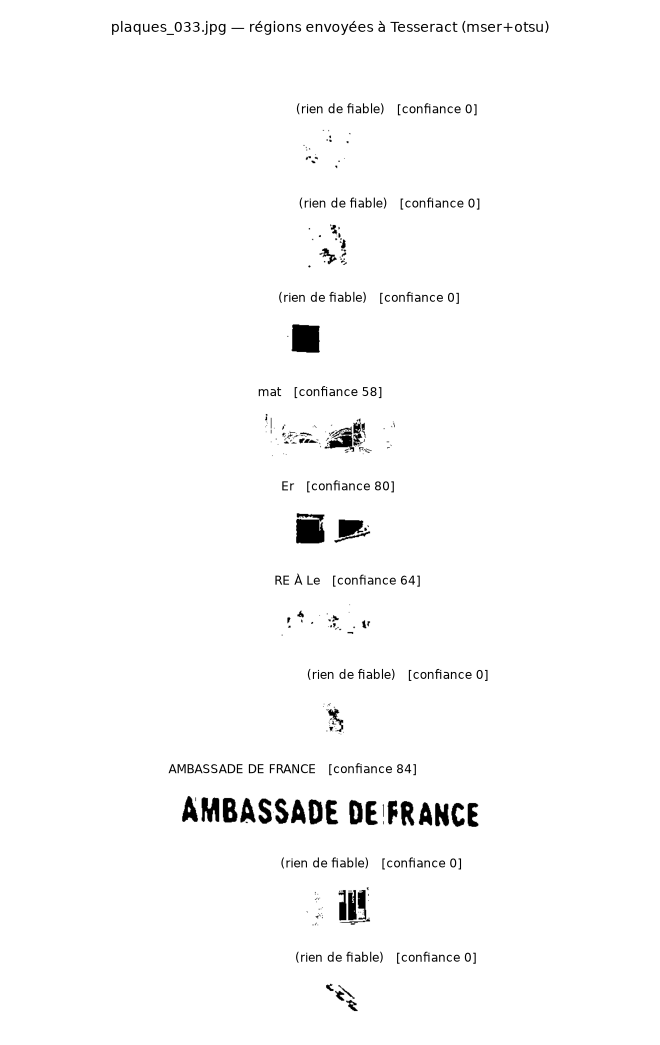 plaques_033.jpg — régions envoyées à Tesseract (mser+otsu)
(rien de fiable) [confiance 0]
(rien de fiable) [confiance 0]
(rien de fiable) [confiance 0]
mat [confiance 58]
Er [confiance 80]
RE À Le [confiance 64]
(rien de fiable) [confiance 0]
AMBASSADE DE FRANCE [confiance 84]
AMBASSADE DE FRANCE
(rien de fiable) [confiance 0]
(rien de fiable) [confiance 0]